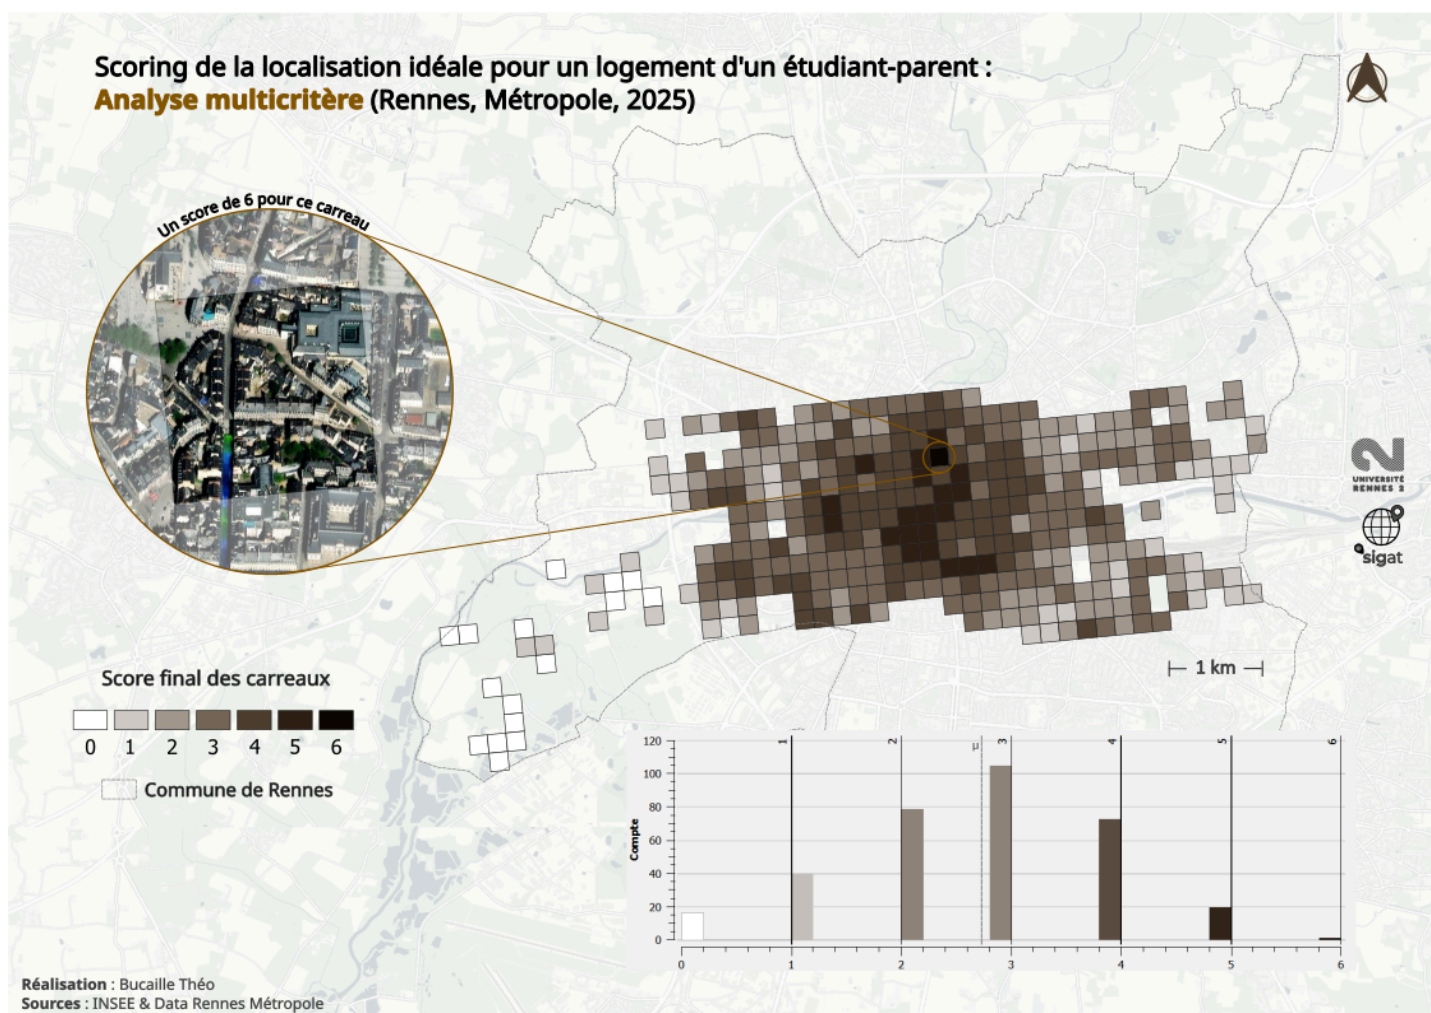 Scoring de la localisation idéale pour un logement d'un étudiant-parent :
Analyse multicritère (Rennes, Métropole, 2025)
Un score de 6 pour ce carreau
2
UNIVERSITÉ
RENNES 2
sigat
1 km
Score final des carreaux
0 1 2 3 4 5 6
Commune de Rennes
1 2 μ 3 4 5 6
120
100
80
60
40
20
0
Compte
0 1 2 3 4 5 6
Réalisation : Bucaille Théo
Sources : INSEE & Data Rennes Métropole